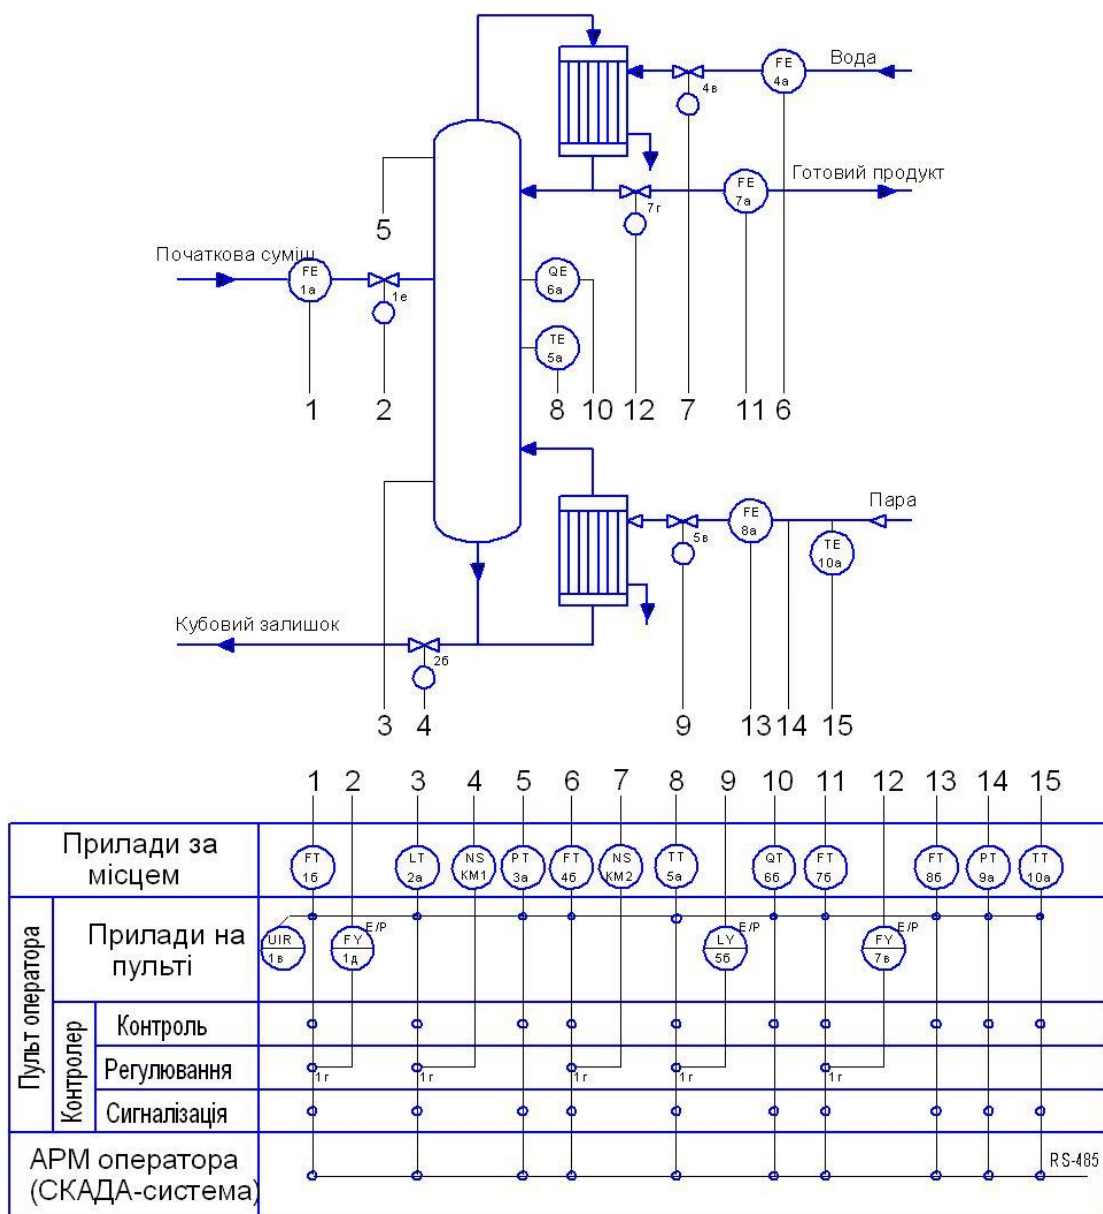 FE
4а
Вода
4в
Готовий продукт
FE
7а
7г
5
Початкова суміш
FE
1а
1е
QE
6а
TE
5а
1 2 8 10 12 7 11 6
Пара
FE
8а
5в
TE
10а
Кубовий залишок
2б
3 4 9 13 14 15
1 2 3 4 5 6 7 8 9 10 11 12 13 14 15
Прилади за
місцем
FT
1б
LT
2а
NS
КМ1
PT
3а
FT
4б
NS
КМ2
TT
5а
QT
6б
FT
7б
FT
8б
PT
9а
TT
10а
Пульт оператора
Прилади на
пульті
UIR
1в
FY
1д
E/P
LY
5б
E/P
FY
7в
E/P
Контролер
Контроль
Регулювання
1г 1г 1г 1г 1г
Сигналізація
АРМ оператора
(СКАДА-система)
RS-485